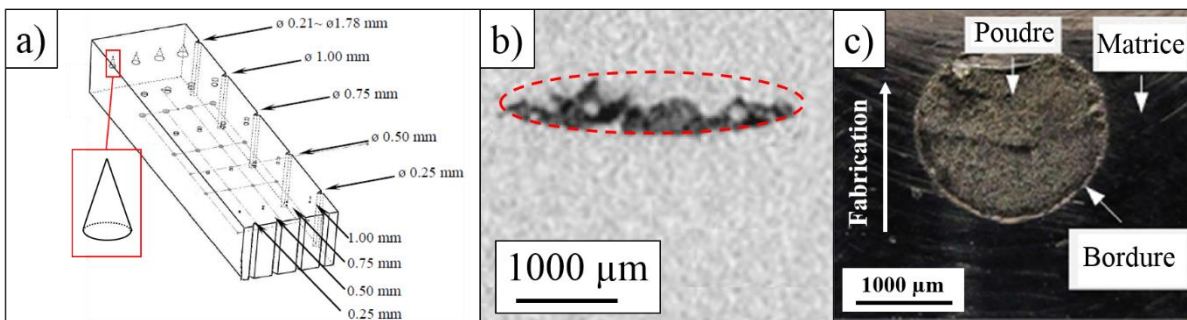 a)
ø 0.21~ ø1.78 mm
ø 1.00 mm
ø 0.75 mm
ø 0.50 mm
ø 0.25 mm
1.00 mm
0.75 mm
0.50 mm
0.25 mm
b)
1000 µm
c)
Poudre
Matrice
Fabrication
Bordure
1000 µm